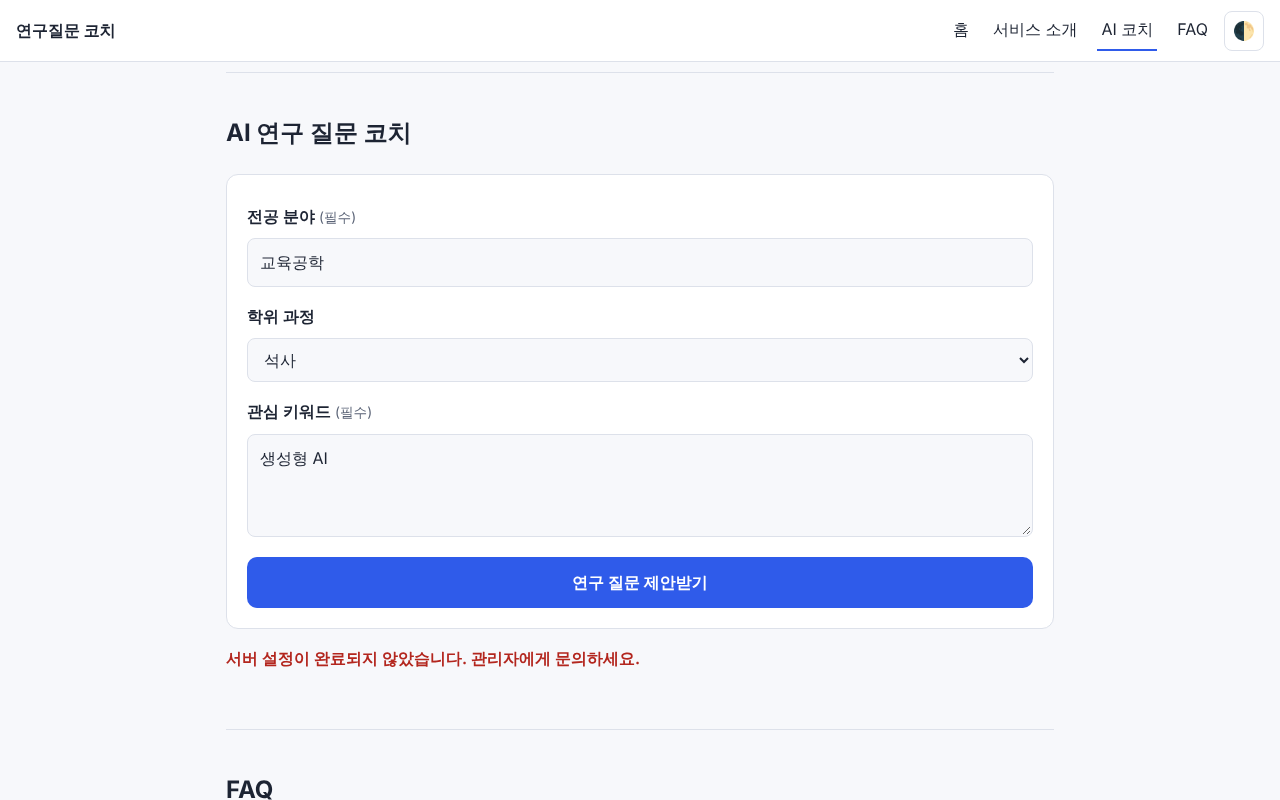 연구질문 코치
홈
서비스 소개
AI 코치
FAQ
AI 연구 질문 코치
전공 분야 (필수)
교육공학
학위 과정
석사
관심 키워드 (필수)
생성형 AI
연구 질문 제안받기
서버 설정이 완료되지 않았습니다. 관리자에게 문의하세요.
FAQ